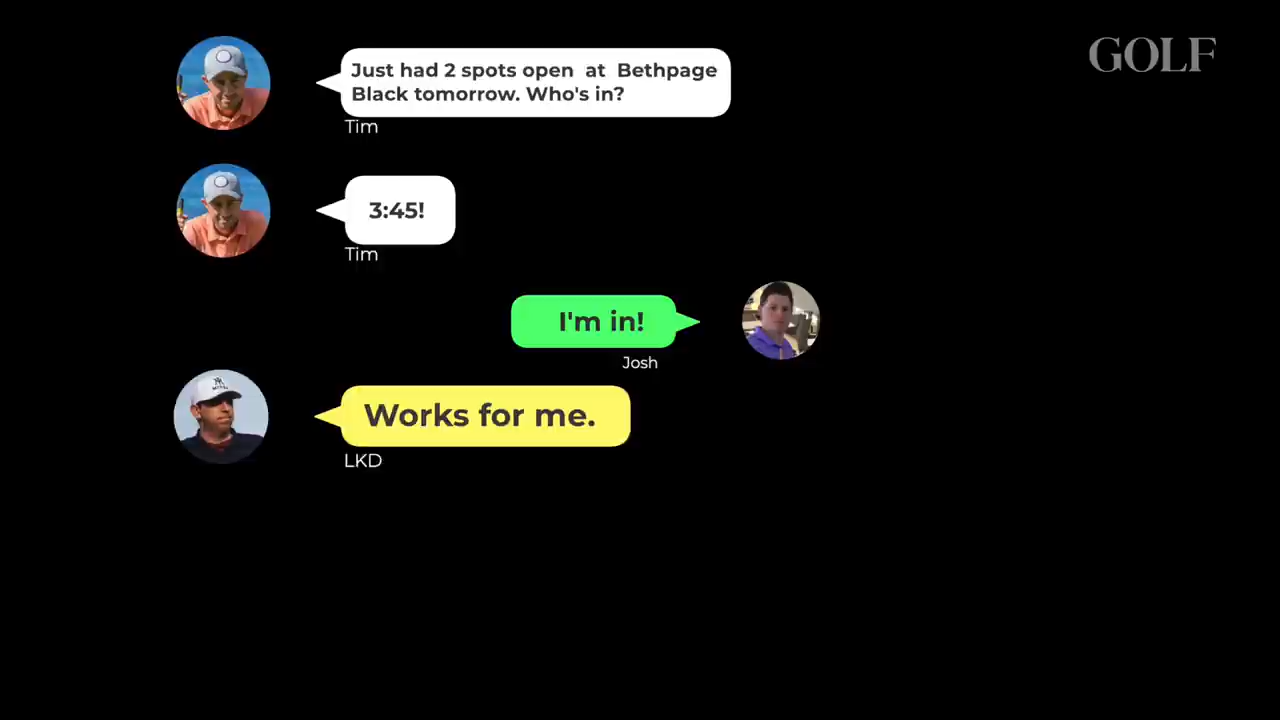 GOLF
Just had 2 spots open at Bethpage
Black tomorrow. Who's in?
Tim
3:45!
Tim
I'm in!
Josh
Works for me.
LKD